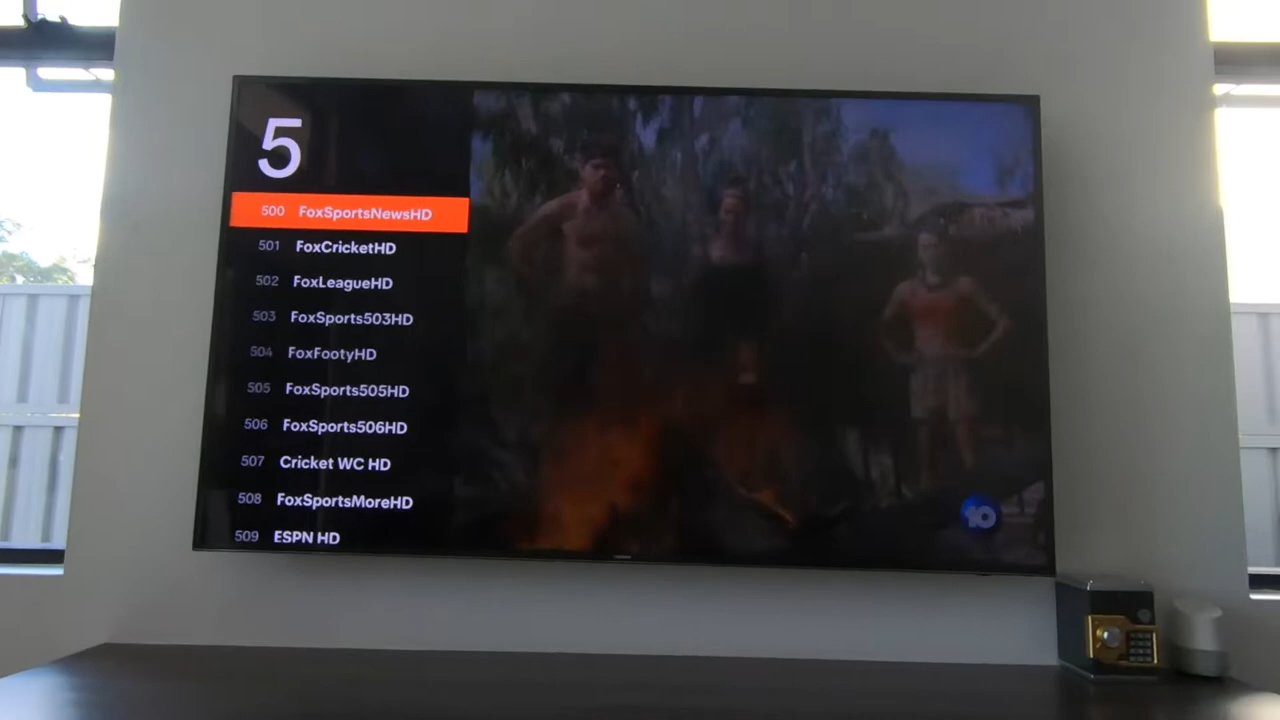 5
500 FoxSportsNewsHD
501 FoxCricketHD
502 FoxLeagueHD
503 FoxSports503HD
504 FoxFootyHD
505 FoxSports505HD
506 FoxSports506HD
507 Cricket WC HD
508 FoxSportsMoreHD
509 ESPN HD
10